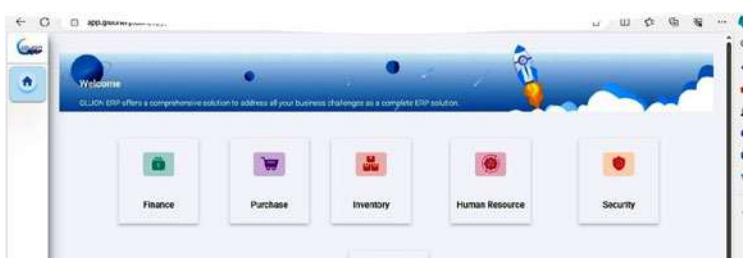 Welcome
GLIJON ERP offers a comprehensive solution to address all your business challenges as a complete ERP solution.
Finance
Purchase
Inventory
Human Resource
Security